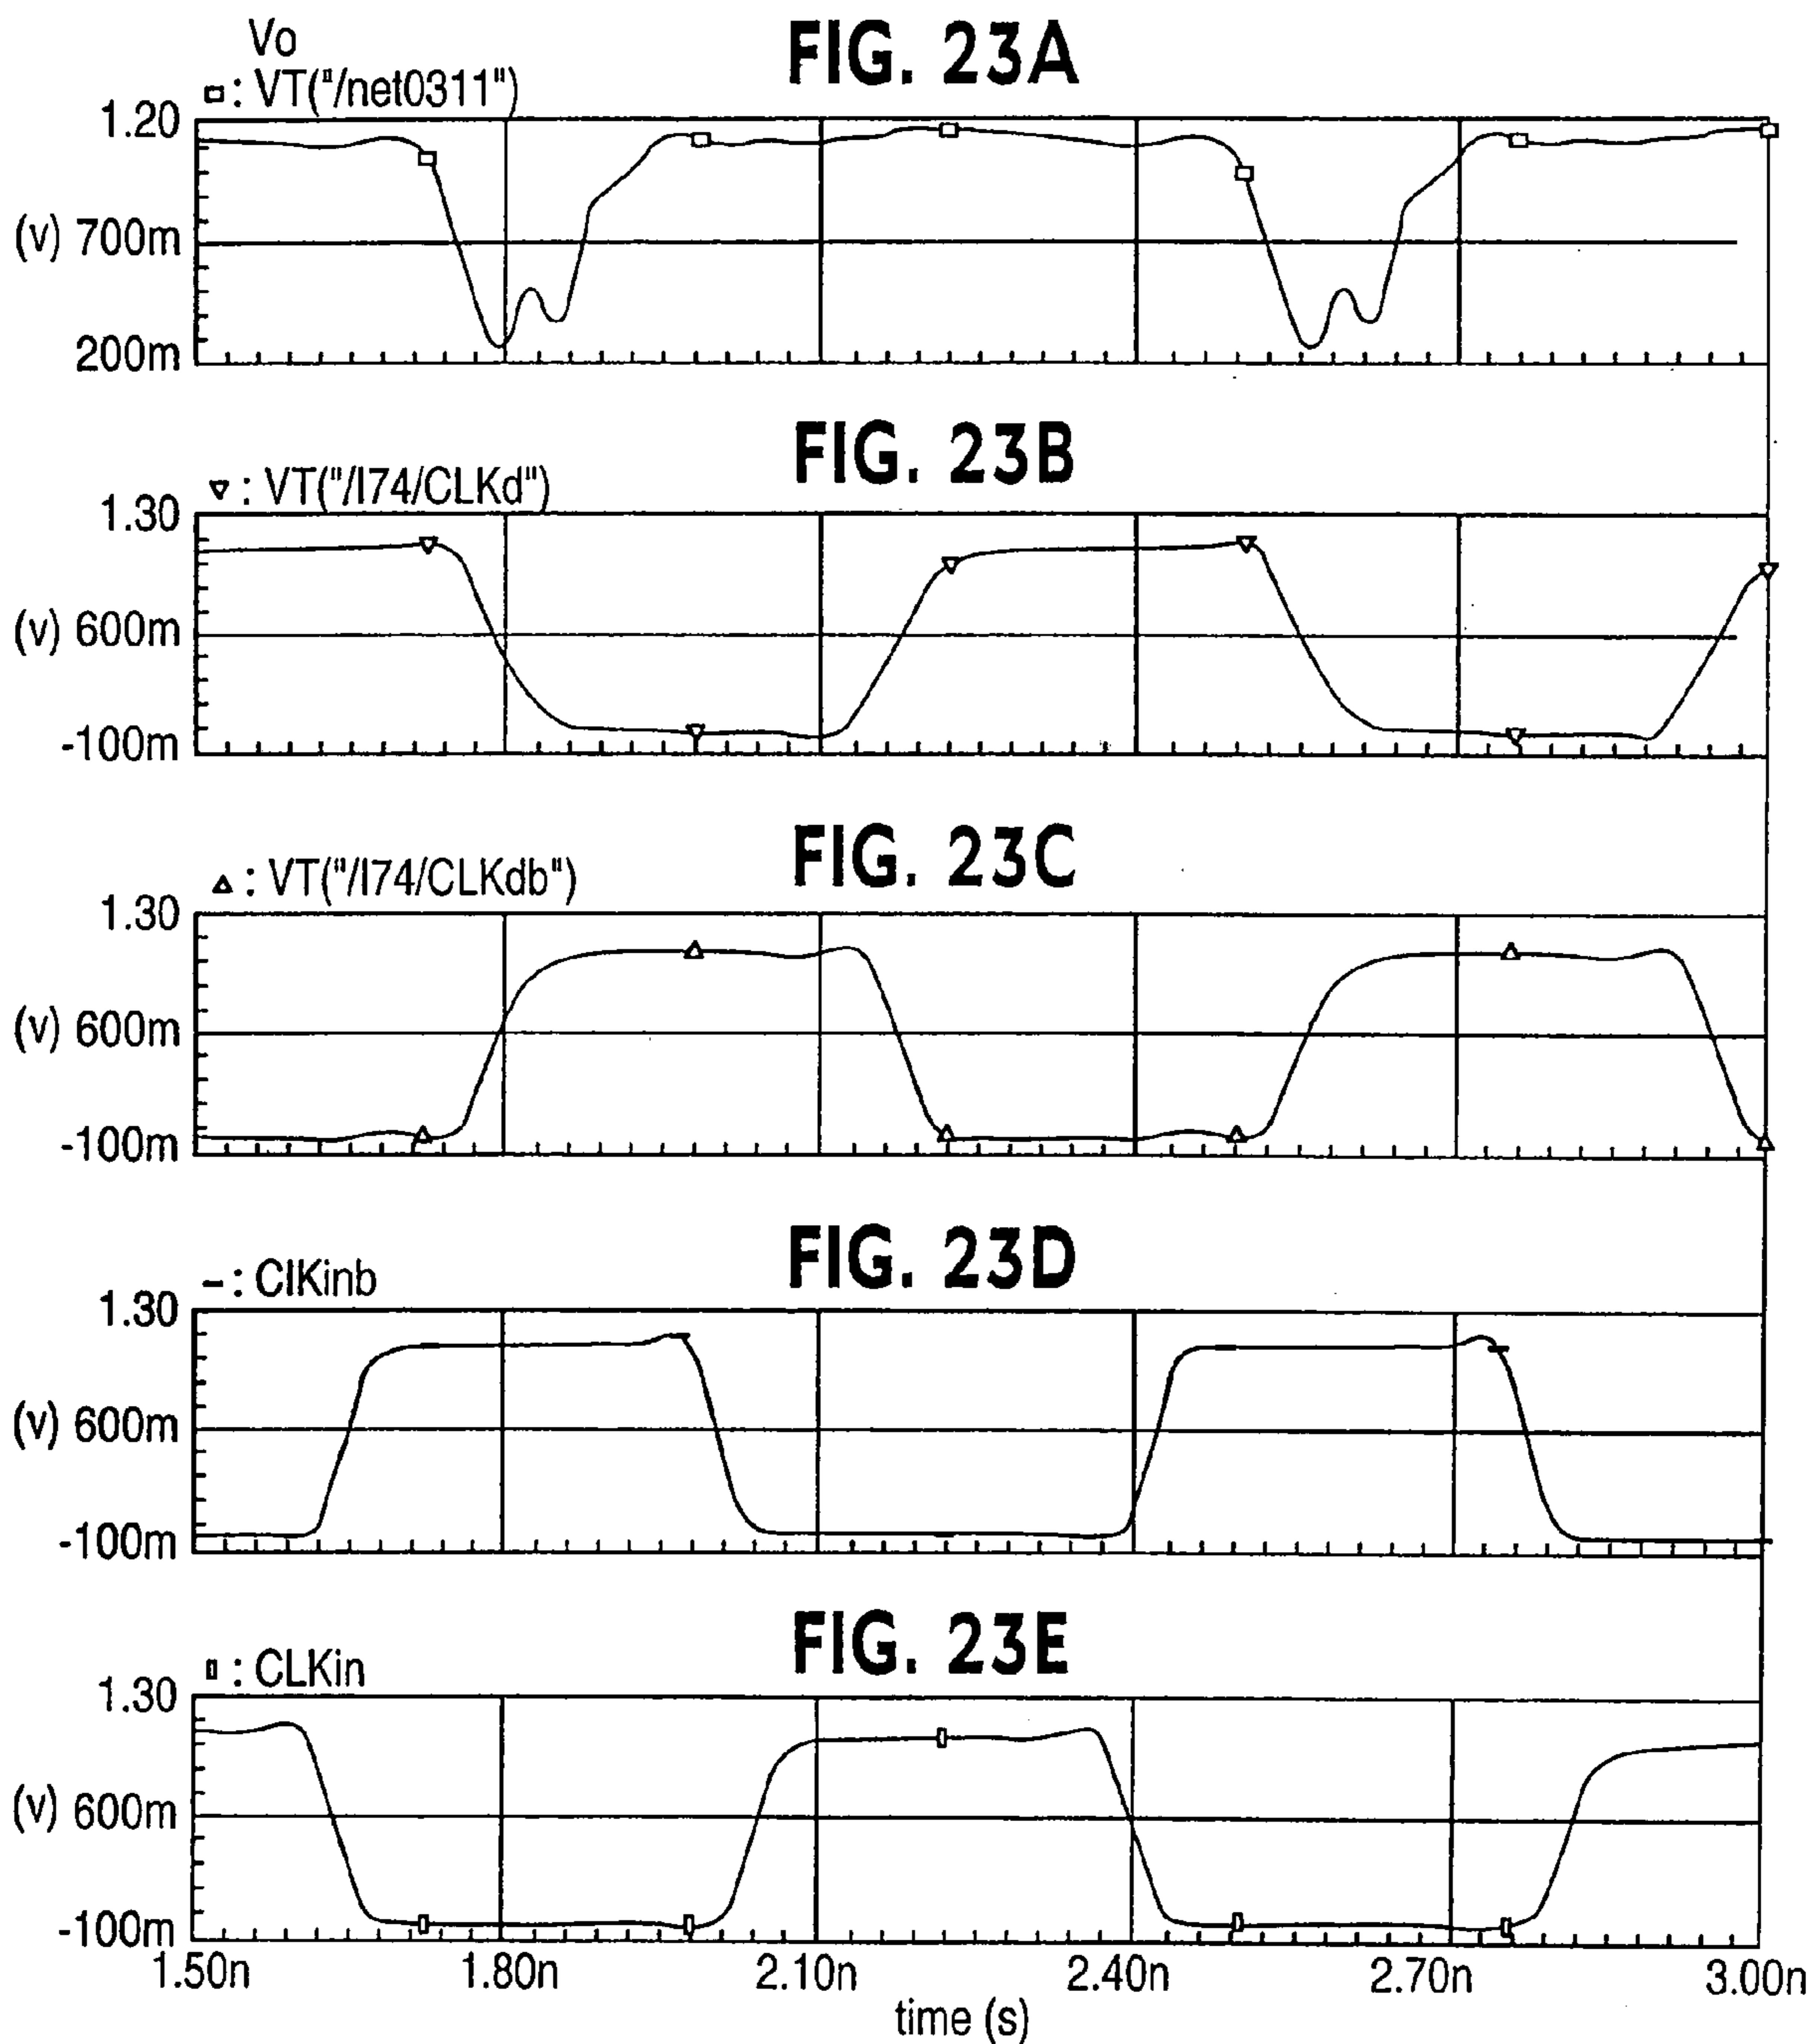 Vo
FIG. 23A
▫: VT("/net0311")
1.20
(v) 700m
200m
FIG. 23B
▿: VT("/I74/CLKd")
1.30
(v) 600m
-100m
FIG. 23C
▵: VT("/I74/CLKdb")
1.30
(v) 600m
-100m
FIG. 23D
-: ClKinb
1.30
(v) 600m
-100m
FIG. 23E
▯: CLKin
1.30
(v) 600m
-100m
1.50n 1.80n 2.10n 2.40n 2.70n 3.00n
time (s)